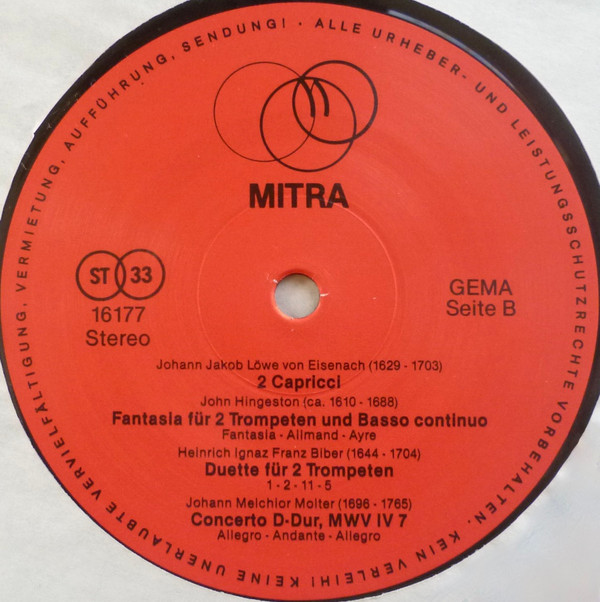 ALLE URHEBER- UND LEISTUNGSSCHUTZRECHTE VORBEHALTEN. KEIN VERLEIH! KEINE UNERLAUBTE VERVIELFÄLTIGUNG, VERMIETUNG, AUFFÜHRUNG, SENDUNG! ·
MITRA
ST 33
16177
Stereo
GEMA
Seite B
Johann Jakob Löwe von Eisenach (1629 - 1703)
2 Capricci
John Hingeston (ca. 1610 - 1688)
Fantasia für 2 Trompeten und Basso continuo
Fantasia - Allmand - Ayre
Heinrich Ignaz Franz Biber (1644 - 1704)
Duette für 2 Trompeten
1 - 2 - 11 - 5
Johann Melchior Molter (1696 - 1765)
Concerto D-Dur, MWV IV 7
Allegro - Andante - Allegro